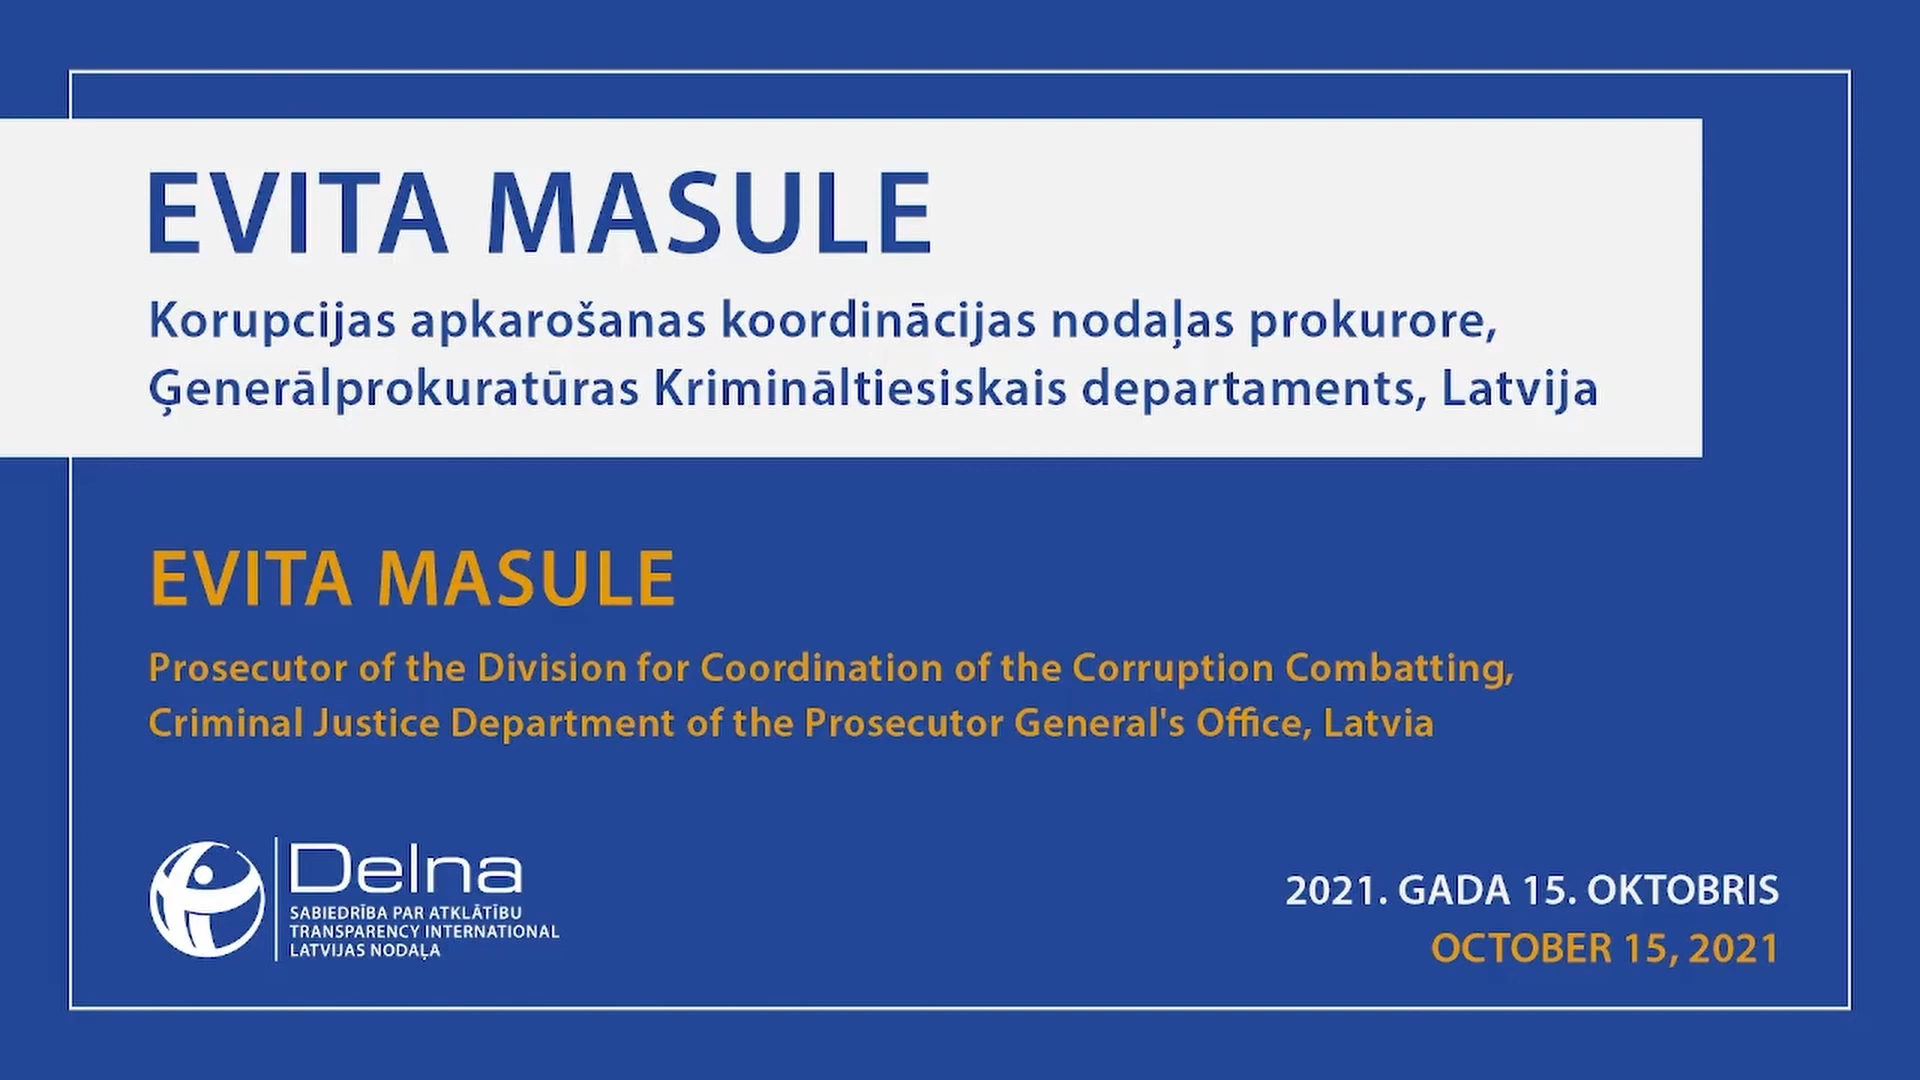 EVITA MASULE
Korupcijas apkarošanas koordinācijas nodaļas prokurore,
Ģenerālprokuratūras Krimināltiesiskais departaments, Latvija
EVITA MASULE
Prosecutor of the Division for Coordination of the Corruption Combatting,
Criminal Justice Department of the Prosecutor General's Office, Latvia
Delna
SABIEDRĪBA PAR ATKLĀTĪBU
TRANSPARENCY INTERNATIONAL
LATVIJAS NODAĻA
2021. GADA 15. OKTOBRIS
OCTOBER 15, 2021